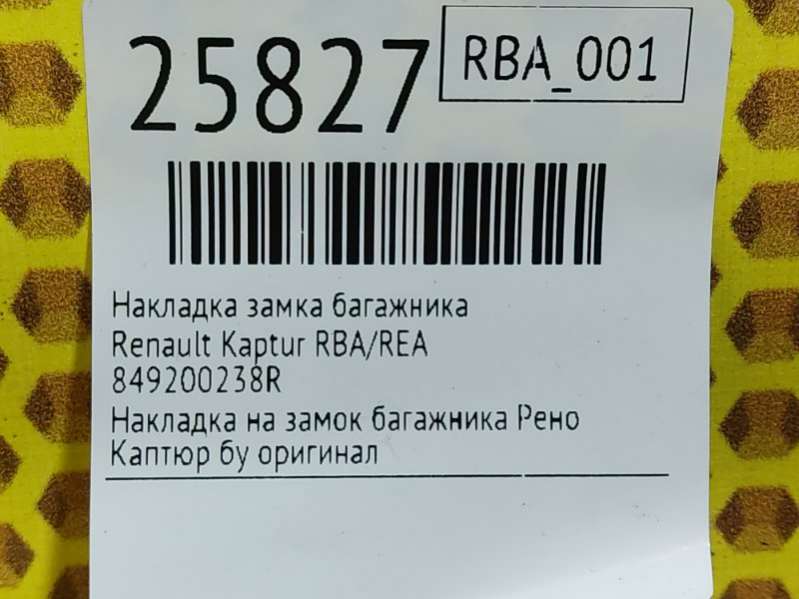 25827
RBA_001
Накладка замка багажника
Renault Kaptur RBA/REA
849200238R
Накладка на замок багажника Рено
Каптюр бу оригинал